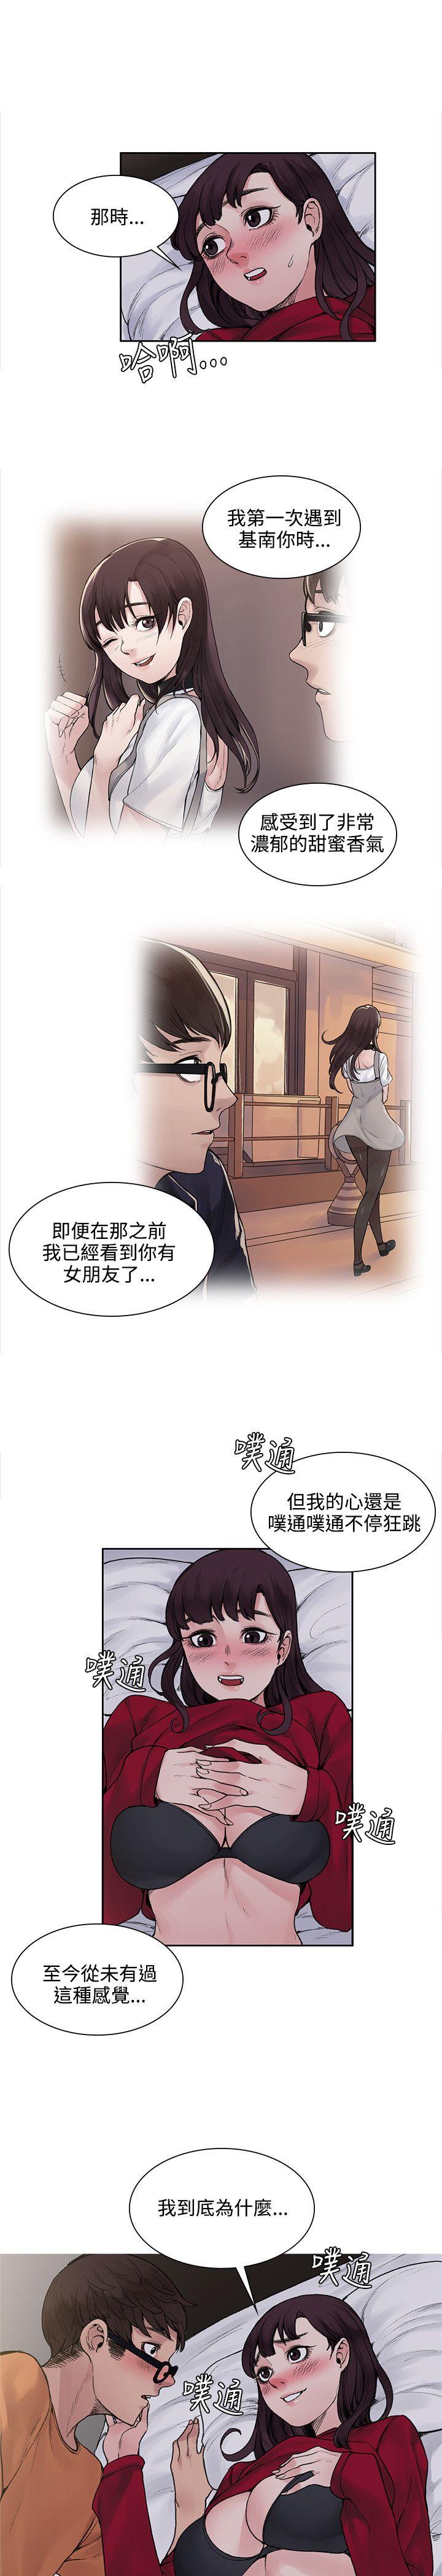 那時...
哈啊...
我第一次遇到
基南你時...
感受到了非常
濃郁的甜蜜香氣
即便在那之前
我已經看到你有
女朋友了...
噗通
但我的心還是
噗通噗通不停狂跳
噗通
噗通
至今從未有過
這種感覺...
我到底為什麼...
噗通
噗通